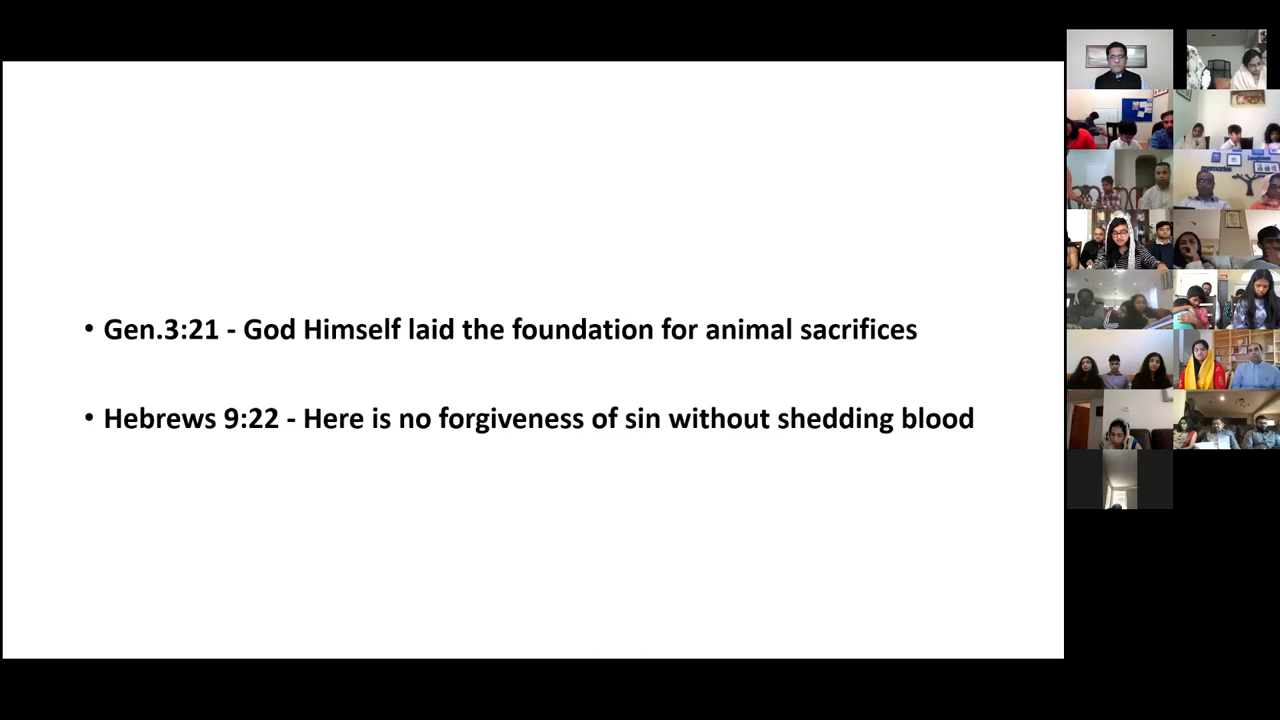 • Gen.3:21 - God Himself laid the foundation for animal sacrifices
• Hebrews 9:22 - Here is no forgiveness of sin without shedding blood
memories